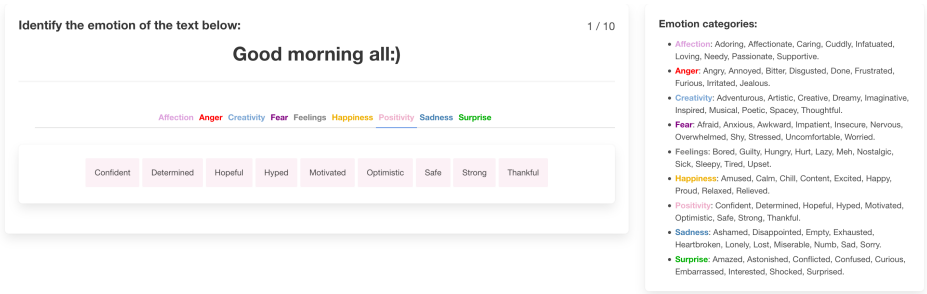 Identify the emotion of the text below:
1 / 10
Good morning all:)
Affection Anger Creativity Fear Feelings Happiness Positivity Sadness Surprise
Confident Determined Hopeful Hyped Motivated Optimistic Safe Strong Thankful
Emotion categories:
Affection: Adoring, Affectionate, Caring, Cuddly, Infatuated,
Loving, Needy, Passionate, Supportive.
Anger: Angry, Annoyed, Bitter, Disgusted, Done, Frustrated,
Furious, Irritated, Jealous.
Creativity: Adventurous, Artistic, Creative, Dreamy, Imaginative,
Inspired, Musical, Poetic, Spacey, Thoughtful.
Fear: Afraid, Anxious, Awkward, Impatient, Insecure, Nervous,
Overwhelmed, Shy, Stressed, Uncomfortable, Worried.
Feelings: Bored, Guilty, Hungry, Hurt, Lazy, Meh, Nostalgic,
Sick, Sleepy, Tired, Upset.
Happiness: Amused, Calm, Chill, Content, Excited, Happy,
Proud, Relaxed, Relieved.
Positivity: Confident, Determined, Hopeful, Hyped, Motivated,
Optimistic, Safe, Strong, Thankful.
Sadness: Ashamed, Disappointed, Empty, Exhausted,
Heartbroken, Lonely, Lost, Miserable, Numb, Sad, Sorry.
Surprise: Amazed, Astonished, Conflicted, Confused, Curious,
Embarrassed, Interested, Shocked, Surprised.